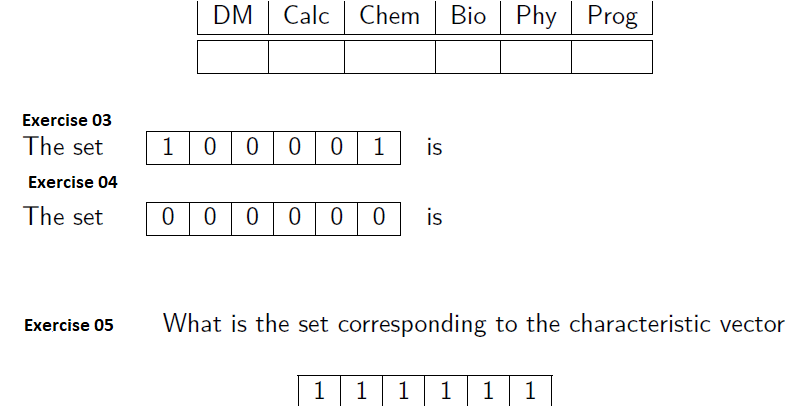 DM Calc Chem Bio Phy Prog
Exercise 03
The set 1 0 0 0 0 1 is
Exercise 04
The set 0 0 0 0 0 0 is
Exercise 05 What is the set corresponding to the characteristic vector
1 1 1 1 1 1